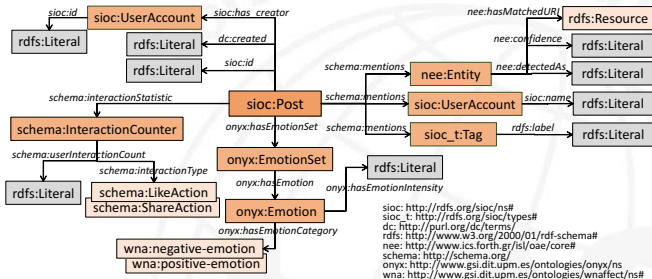 sioc:has_creator
nee:hasMatchedURI
sioc:id
sioc:UserAccount
rdfs:Resource
rdfs:Literal
rdfs:Literal
dc:created
nee:confidence
rdfs:Literal
rdfs:Literal
sioc:id
schema:mentions
nee:Entity
nee:detectedAs
rdfs:Literal
schema:interactionStatistic
sioc:Post
schema:mentions
sioc:UserAccount
sioc:name
rdfs:Literal
schema:InteractionCounter
onyx:hasEmotionSet
schema:mentions
sioc_t:Tag
rdfs:label
rdfs:Literal
schema:userInteractionCount
onyx:EmotionSet
rdfs:Literal
schema:interactionType
onyx:hasEmotion
onyx:hasEmotionIntensity
rdfs:Literal
schema:LikeAction
schema:ShareAction
onyx:Emotion
onyx:hasEmotionCategory
wna:negative-emotion
wna:positive-emotion
sioc: http://rdfs.org/sioc/ns#
sioc_t: http://rdfs.org/sioc/types#
dc: http://purl.org/dc/terms/
rdfs: http://www.w3.org/2000/01/rdf-schema#
nee: http://www.ics.forth.gr/isl/oae/core#
schema: http://schema.org/
onyx: http://www.gsi.dit.upm.es/ontologies/onyx/ns
wna: http://www.gsi.dit.upm.es/ontologies/wnaffect/ns#